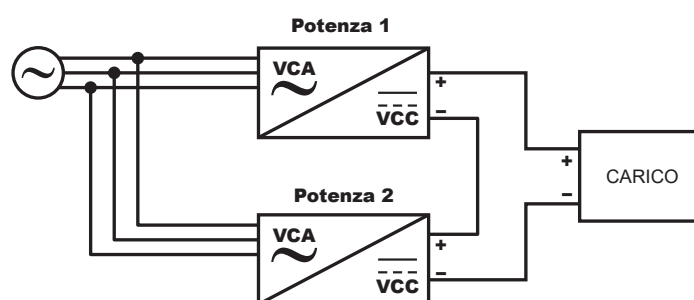 Potenza 1
VCA
+
VCC
−
+
CARICO
−
Potenza 2
VCA
+
VCC
−